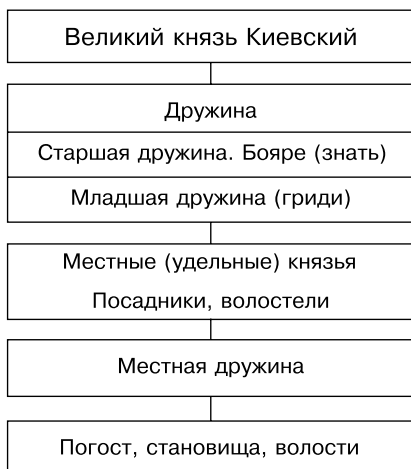 Великий князь Киевский
Дружина
Старшая дружина. Бояре (знать)
Младшая дружина (гриди)
Местные (удельные) князья
Посадники, волостели
Местная дружина
Погост, становища, волости